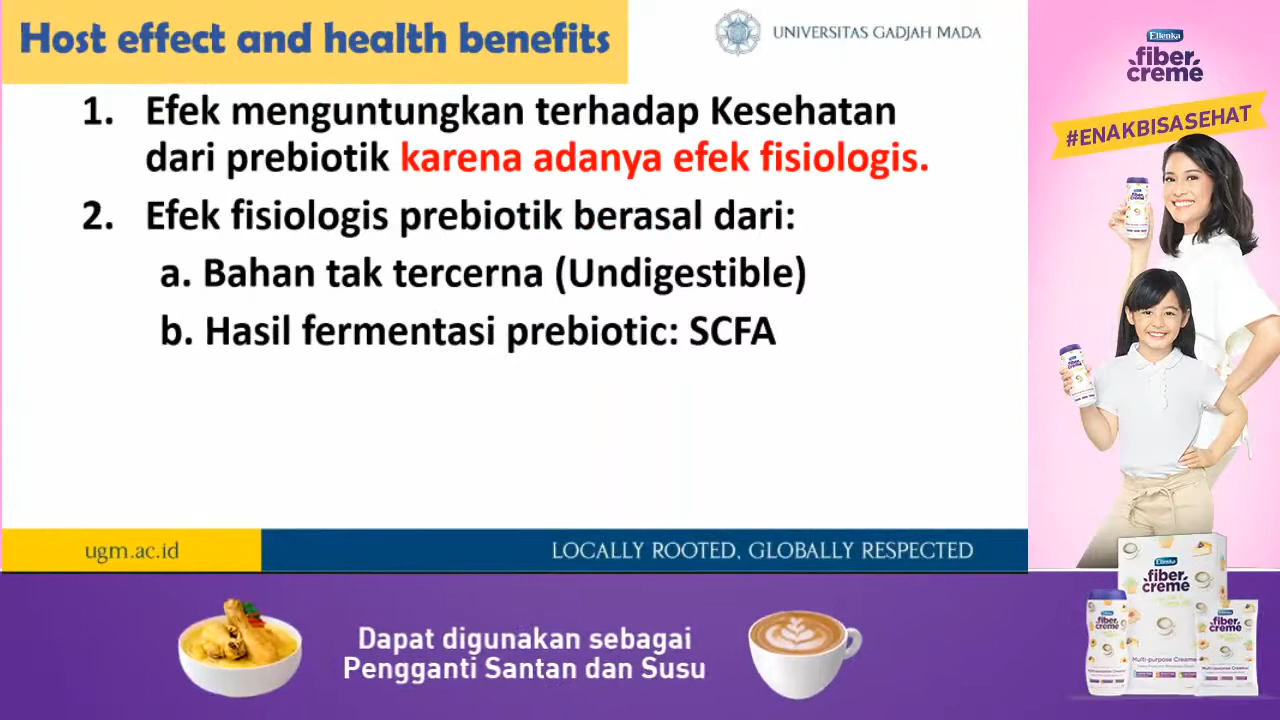 Host effect and health benefits
UNIVERSITAS GADJAH MADA
1. Efek menguntungkan terhadap Kesehatan
dari prebiotik karena adanya efek fisiologis.
2. Efek fisiologis prebiotik berasal dari:
a. Bahan tak tercerna (Undigestible)
b. Hasil fermentasi prebiotic: SCFA
ugm.ac.id
LOCALLY ROOTED, GLOBALLY RESPECTED
Ellenka
fiber
creme
#ENAKBISASEHAT
Dapat digunakan sebagai
Pengganti Santan dan Susu
Ellenka
fiber
creme
Multi-purpose Creamer
fiber
creme
fiber
creme